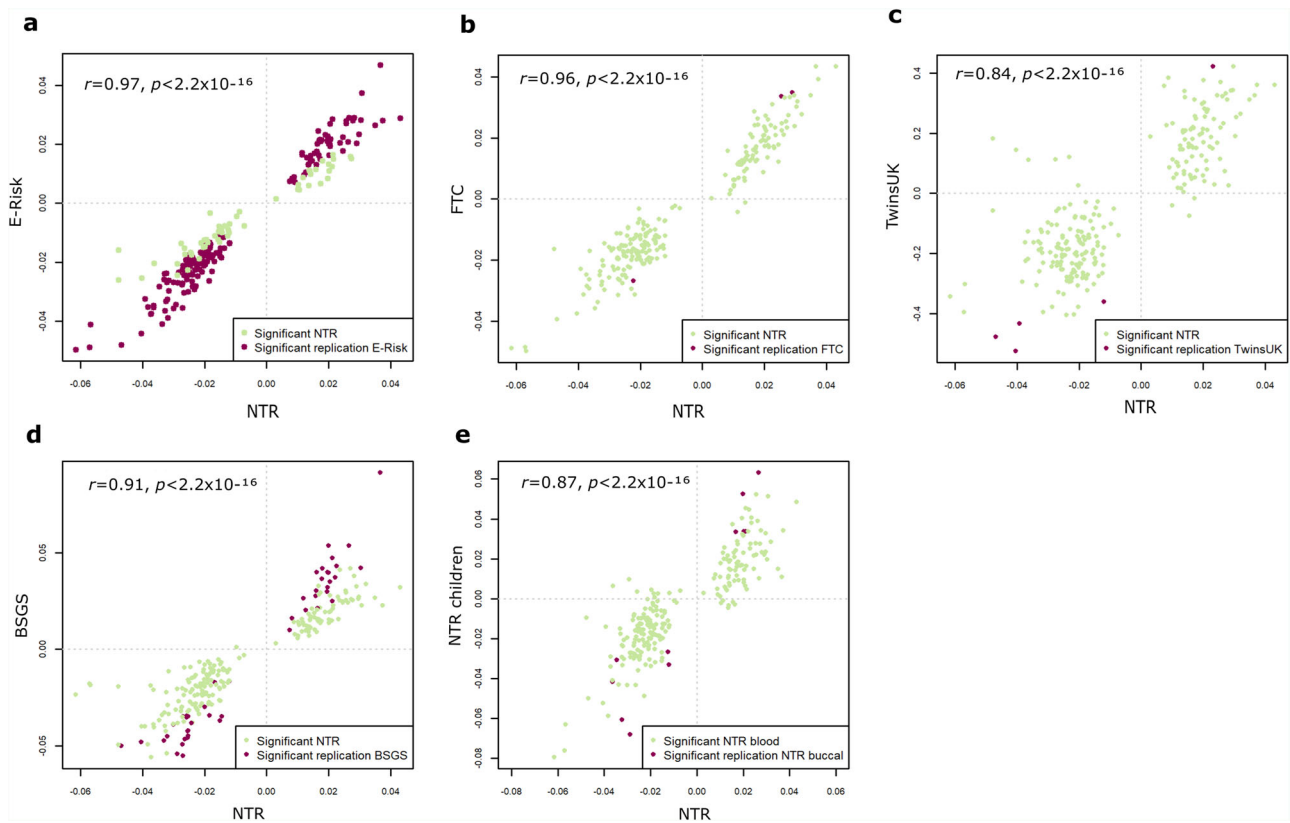 a
r=0.97, p<2.2x10-16
E-Risk
0.04
0.02
0.00
-0.02
-0.04
Significant NTR
Significant replication E-Risk
-0.06
-0.04
-0.02
0.00
0.02
0.04
NTR
b
r=0.96, p<2.2x10-16
FTC
0.04
0.02
0.00
-0.02
-0.04
Significant NTR
Significant replication FTC
-0.06
-0.04
-0.02
0.00
0.02
0.04
NTR
c
r=0.84, p<2.2x10-16
TwinsUK
0.4
0.2
0.0
-0.2
-0.4
Significant NTR
Significant replication TwinsUK
-0.06
-0.04
-0.02
0.00
0.02
0.04
NTR
d
r=0.91, p<2.2x10-16
BSGS
0.05
0.00
-0.05
Significant NTR
Significant replication BSGS
-0.06
-0.04
-0.02
0.00
0.02
0.04
NTR
e
r=0.87, p<2.2x10-16
NTR children
0.06
0.04
0.02
0.00
-0.02
-0.04
-0.06
-0.08
Significant NTR blood
Significant replication NTR buccal
-0.08
-0.06
-0.04
-0.02
0.00
0.02
0.04
0.06
NTR